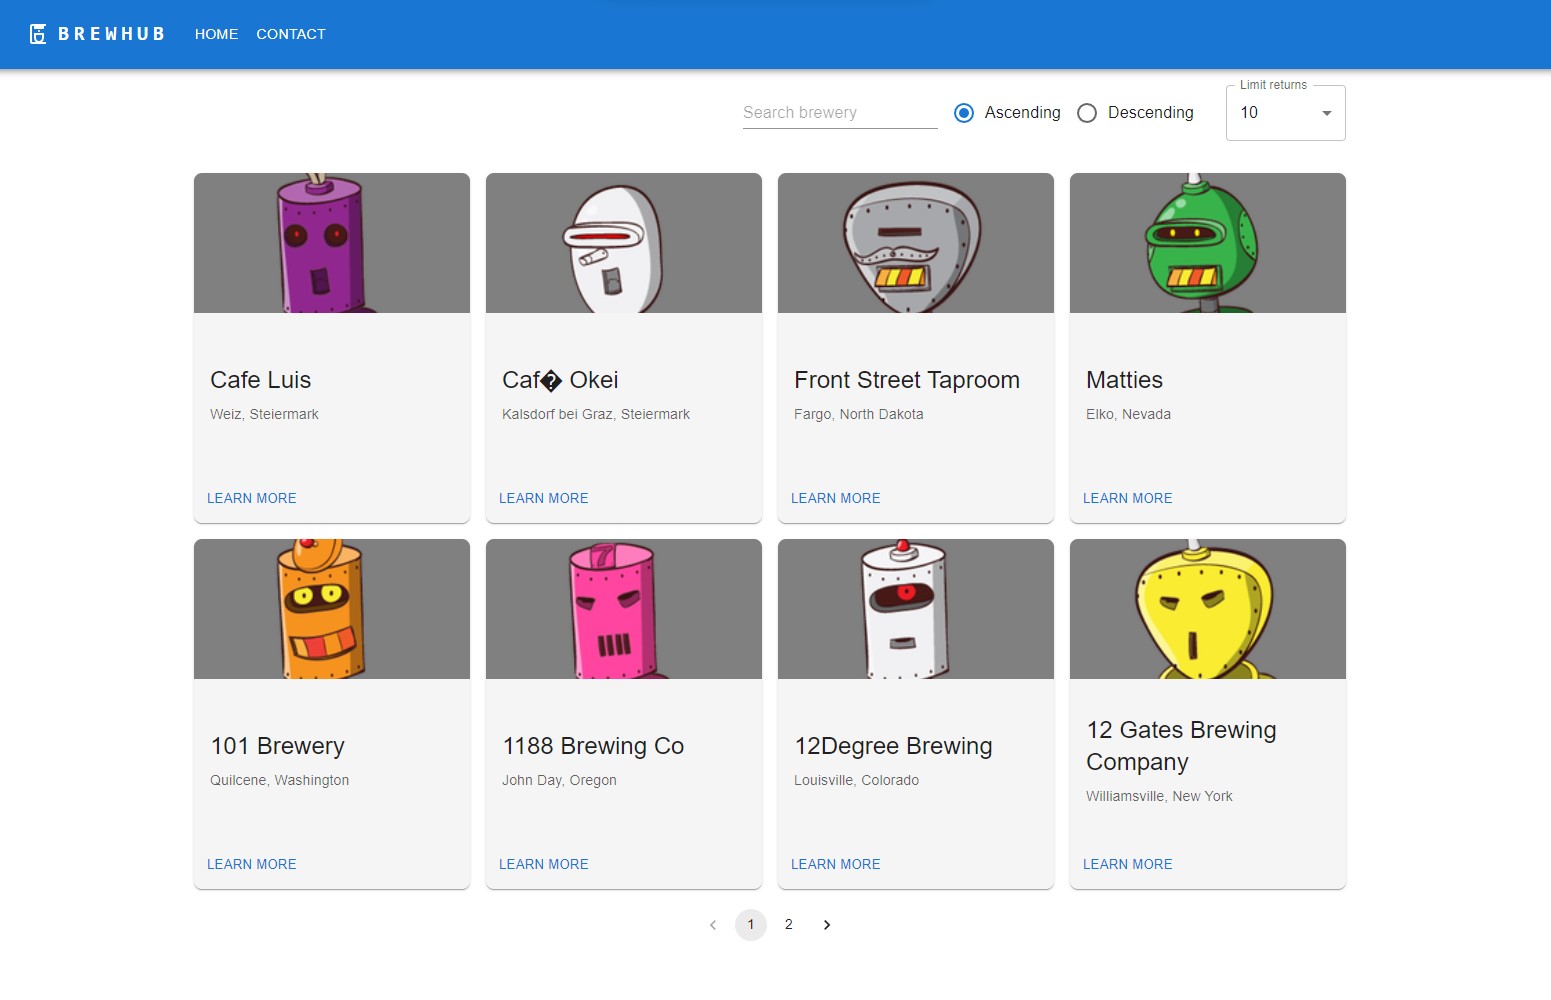 BREWHUB HOME CONTACT
Limit returns
Search brewery Ascending Descending 10
Cafe Luis
Weiz, Steiermark
LEARN MORE
Caf� Okei
Kalsdorf bei Graz, Steiermark
LEARN MORE
Front Street Taproom
Fargo, North Dakota
LEARN MORE
Matties
Elko, Nevada
LEARN MORE
101 Brewery
Quilcene, Washington
LEARN MORE
7
1188 Brewing Co
John Day, Oregon
LEARN MORE
12Degree Brewing
Louisville, Colorado
LEARN MORE
12 Gates Brewing
Company
Williamsville, New York
LEARN MORE
1 2